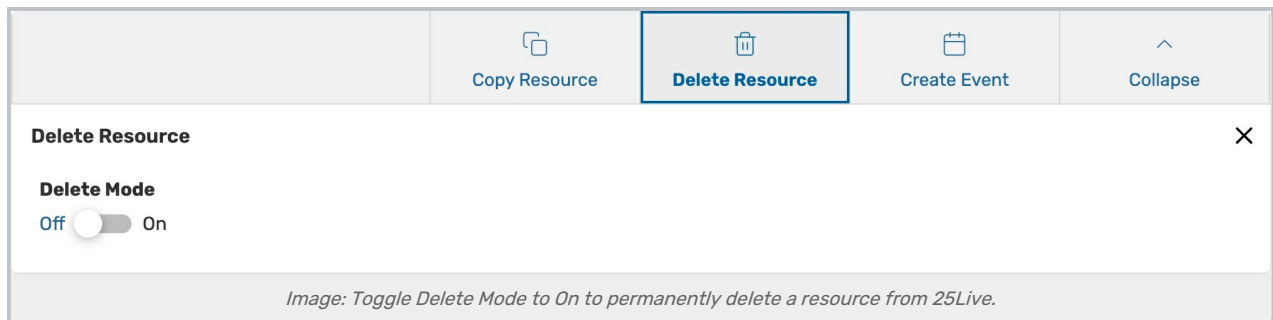 Copy Resource
Delete Resource
Create Event
Collapse
Delete Resource
Delete Mode
Off On
Image: Toggle Delete Mode to On to permanently delete a resource from 25Live.